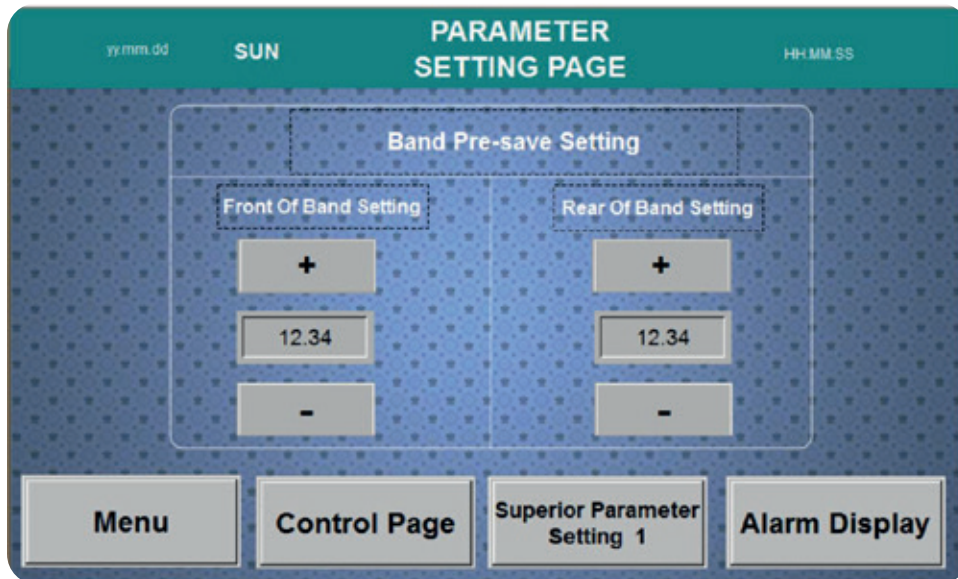 yy.mm.dd
SUN
PARAMETER
SETTING PAGE
HH.MM.SS
Band Pre-save Setting
Front Of Band Setting
Rear Of Band Setting
+
+
12.34
12.34
-
-
Menu
Control Page
Superior Parameter
Setting 1
Alarm Display